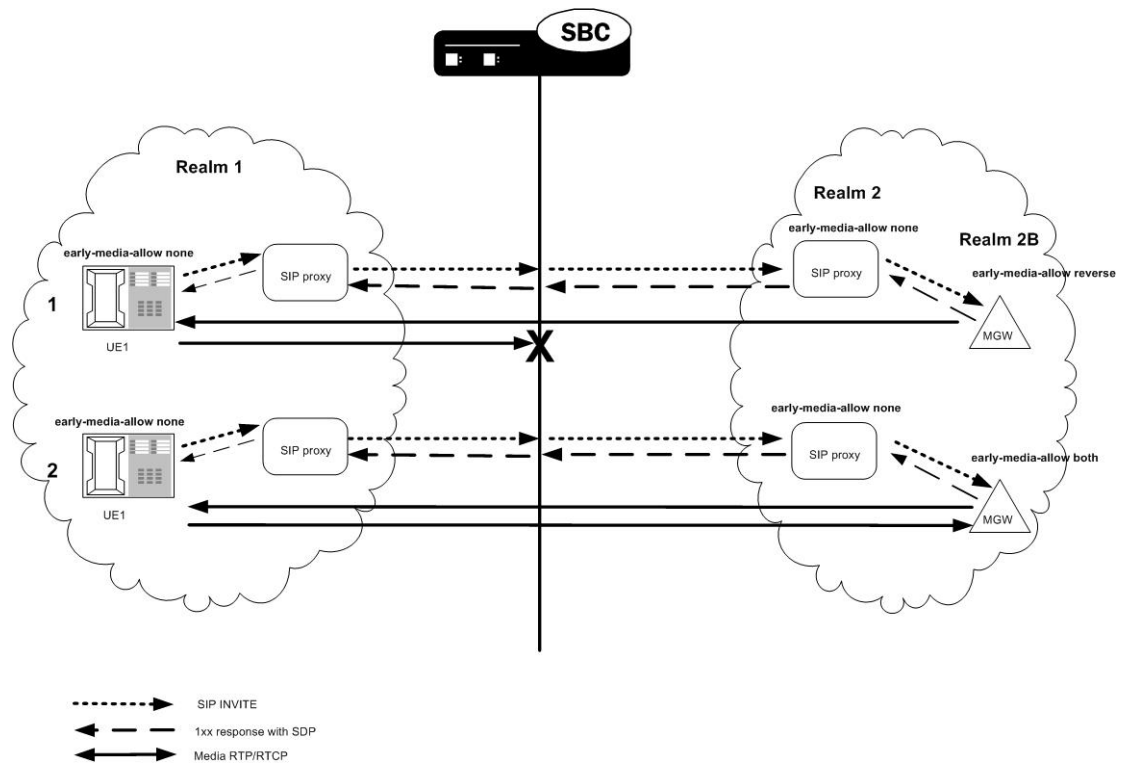 SBC
Realm 1
Realm 2
early-media-allow none
Realm 2B
early-media-allow none
early-media-allow reverse
1
SIP proxy
SIP proxy
MGW
UE1
early-media-allow none
early-media-allow none
2
SIP proxy
SIP proxy
early-media-allow both
UE1
MGW
SIP INVITE
1xx response with SDP
Media RTP/RTCP